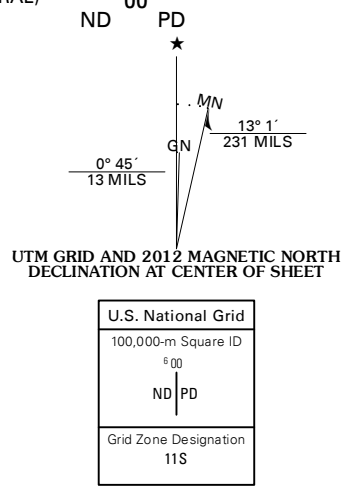 00
ND PD
MN
GN
13° 1´
231 MILS
0° 45´
13 MILS
UTM GRID AND 2012 MAGNETIC NORTH
DECLINATION AT CENTER OF SHEET
U.S. National Grid
100,000-m Square ID
6 00
ND PD
Grid Zone Designation
11S